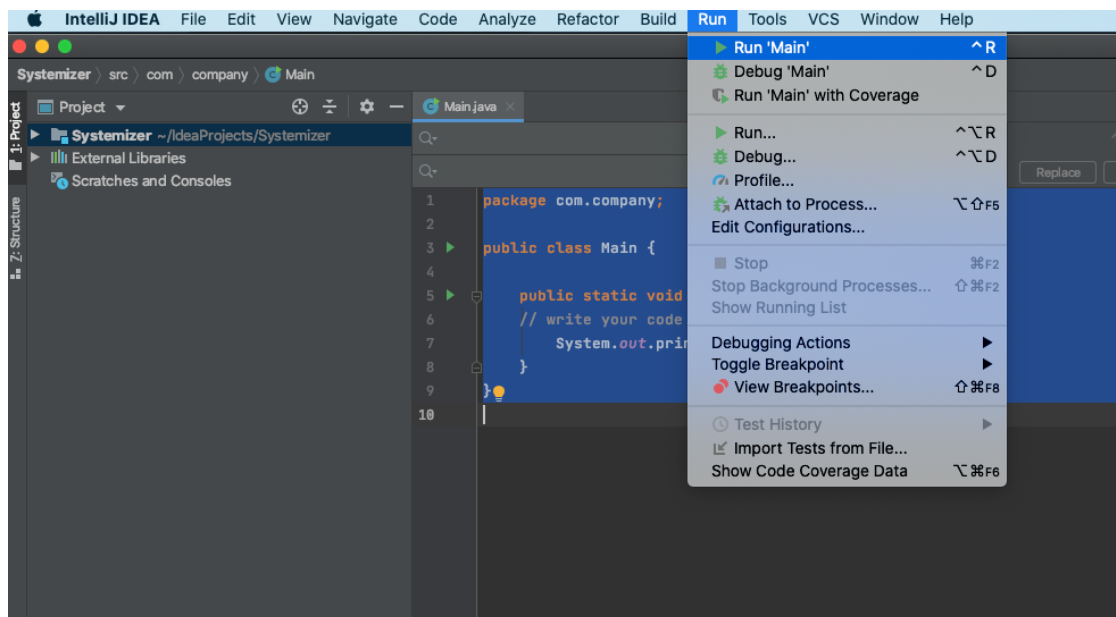 IntelliJ IDEA File Edit View Navigate Code Analyze Refactor Build Run Tools VCS Window Help
Systemizer src com company Main
Project
Main.java
1: Project
Systemizer ~/IdeaProjects/Systemizer
External Libraries
Scratches and Consoles
Z: Structure
Replace
1 package com.company;
2
3 public class Main {
4
5 public static void
6 // write your code
7 System.out.prin
8 }
9 }
10
Run 'Main' ^R
Debug 'Main' ^D
Run 'Main' with Coverage
Run... ^⌥R
Debug... ^⌥D
Profile...
Attach to Process... ⌥⇧F5
Edit Configurations...
Stop ⌘F2
Stop Background Processes... ⇧⌘F2
Show Running List
Debugging Actions
Toggle Breakpoint
View Breakpoints... ⇧⌘F8
Test History
Import Tests from File...
Show Code Coverage Data ⌥⌘F6